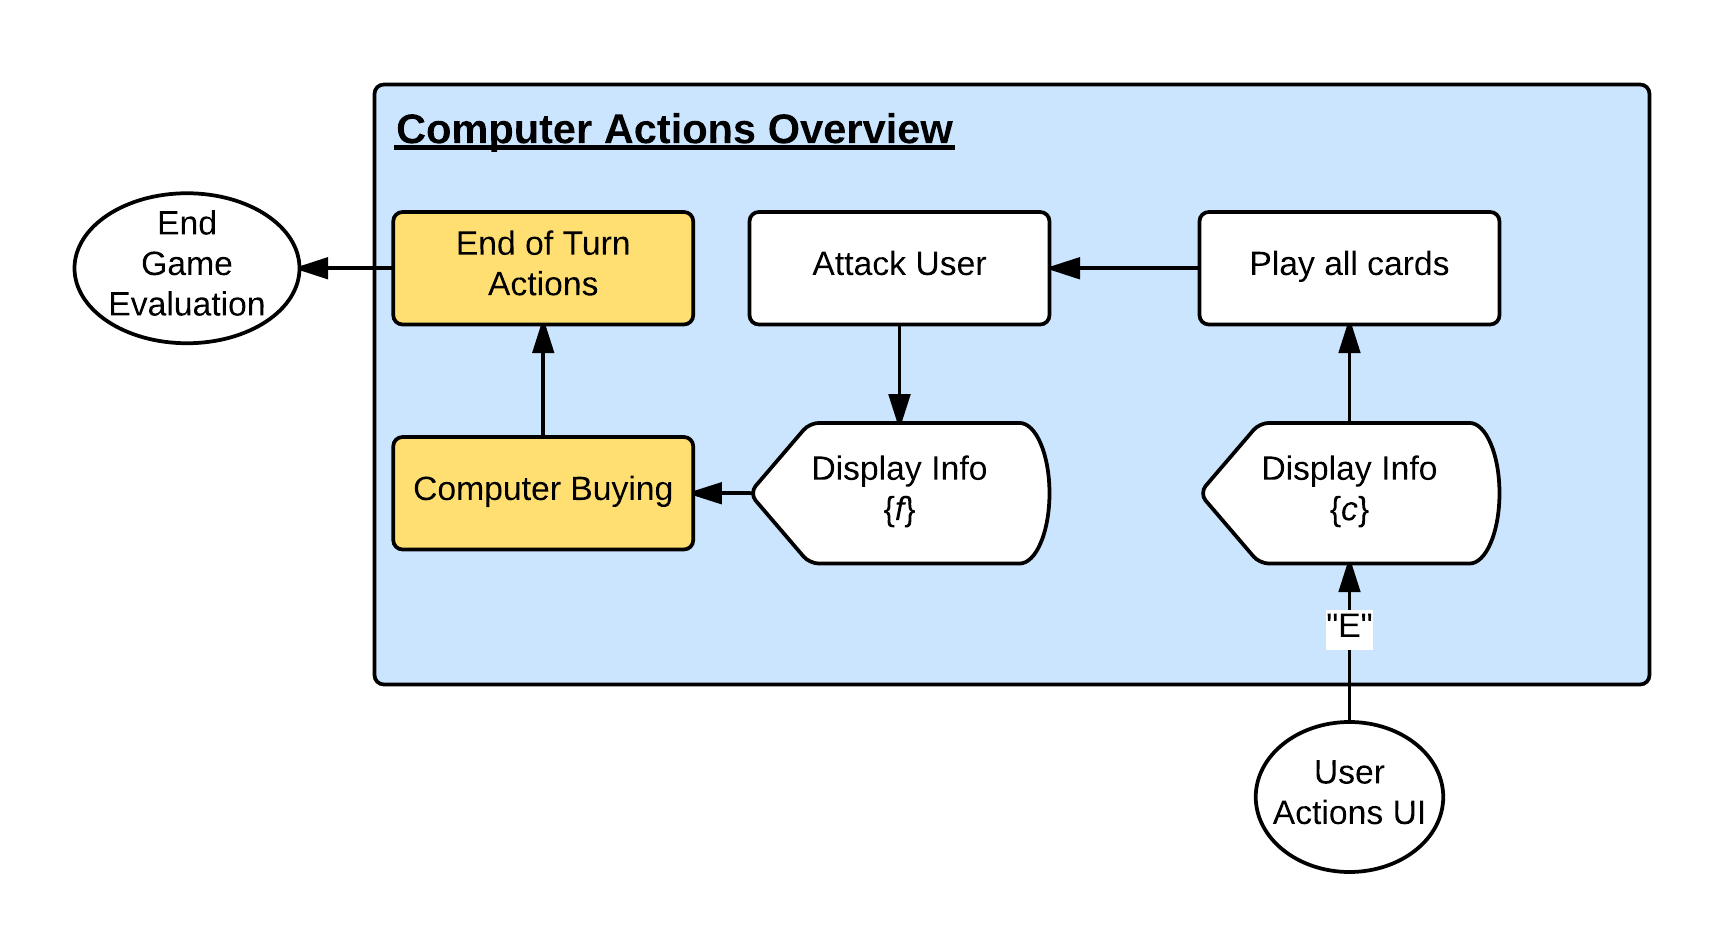 Computer Actions Overview
End
Game
Evaluation
End of Turn
Actions
Attack User
Play all cards
Computer Buying
Display Info
{f}
Display Info
{c}
"E"
User
Actions UI